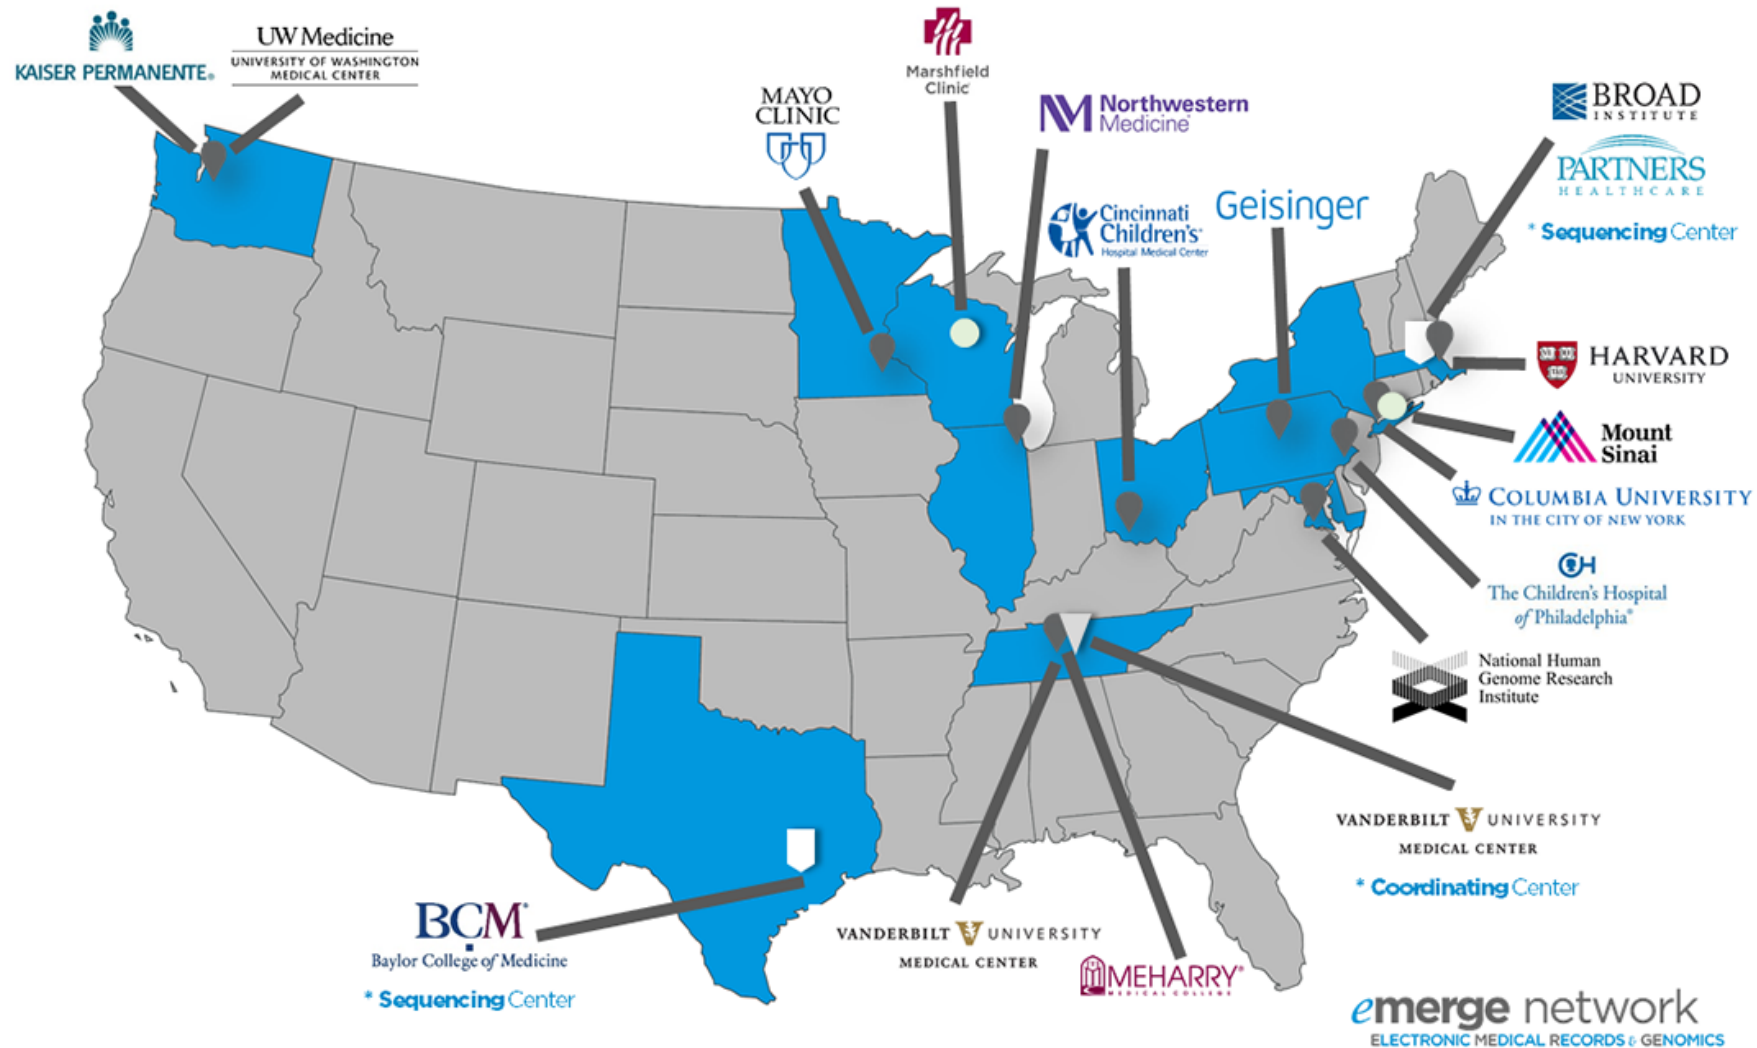 KAISER PERMANENTE®
UW Medicine
UNIVERSITY OF WASHINGTON
MEDICAL CENTER
MAYO
CLINIC
Marshfield
Clinic
Northwestern
Medicine
Cincinnati
Children's
Hospital Medical Center
Geisinger
BROAD
INSTITUTE
PARTNERS
HEALTHCARE
* Sequencing Center
HARVARD
UNIVERSITY
Mount
Sinai
COLUMBIA UNIVERSITY
IN THE CITY OF NEW YORK
The Children's Hospital
of Philadelphia®
National Human
Genome Research
Institute
VANDERBILT UNIVERSITY
MEDICAL CENTER
* Coordinating Center
VANDERBILT UNIVERSITY
MEDICAL CENTER
MEHARRY®
MEDICAL COLLEGE
BCM®
Baylor College of Medicine
* Sequencing Center
emerge network
ELECTRONIC MEDICAL RECORDS & GENOMICS